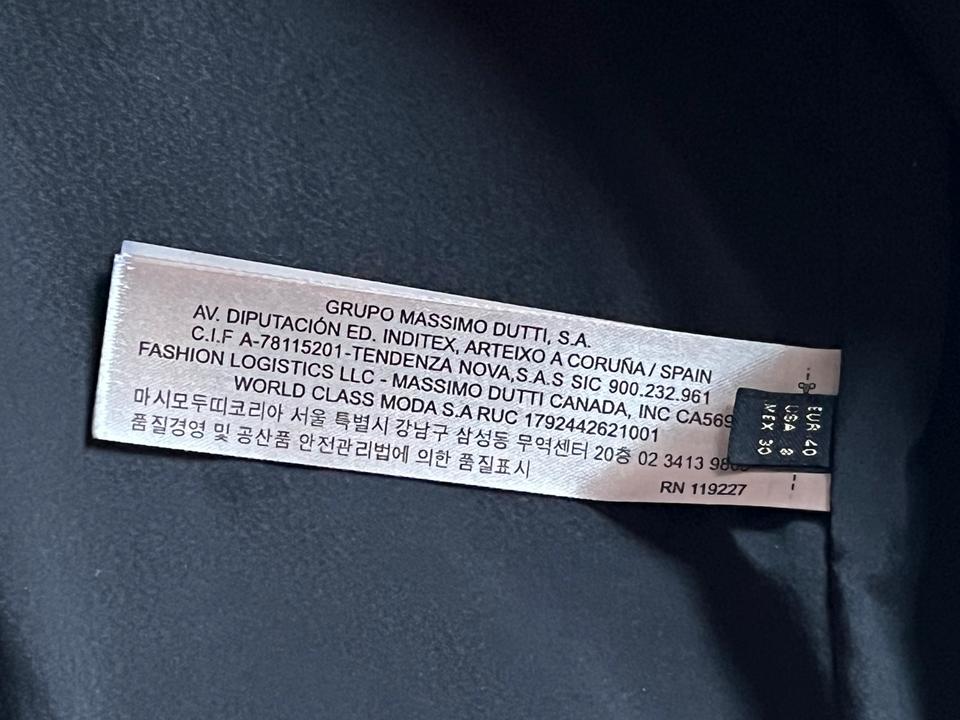 GRUPO MASSIMO DUTTI, S.A.
AV. DIPUTACIÓN ED. INDITEX, ARTEIXO A CORUÑA / SPAIN
C.I.F A-78115201-TENDENZA NOVA,S.A.S SIC 900.232.961
FASHION LOGISTICS LLC - MASSIMO DUTTI CANADA, INC
WORLD CLASS MODA S.A RUC 1792442621001
마시모두띠코리아 서울 특별시 강남구 삼성동 무역센터 20층 02 3413
품질경영 및 공산품 안전관리법에 의한 품질표시
RN 119227
EUR 40
USA 8
MEX 30